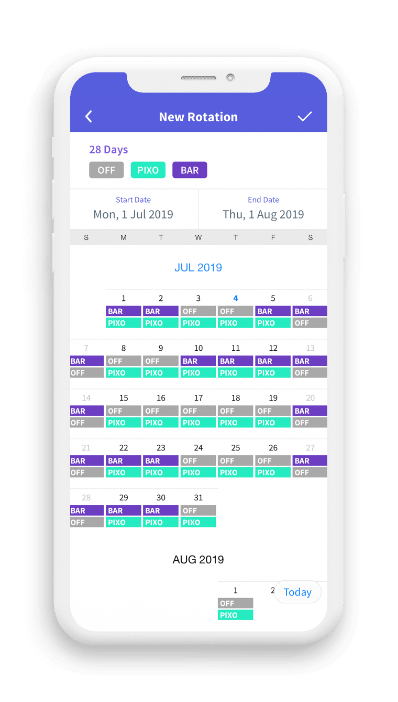 New Rotation
28 Days
OFF PIXO BAR
Start Date End Date
Mon, 1 Jul 2019 Thu, 1 Aug 2019
S M T W T F S
JUL 2019
1 2 3 4 5 6
BAR BAR OFF OFF BAR BAR
PIXO PIXO PIXO PIXO PIXO OFF
7 8 9 10 11 12 13
BAR OFF OFF BAR BAR BAR BAR
OFF PIXO PIXO PIXO PIXO PIXO OFF
14 15 16 17 18 19 20
BAR OFF OFF OFF OFF OFF BAR
OFF PIXO PIXO PIXO PIXO PIXO OFF
21 22 23 24 25 26 27
BAR BAR BAR OFF OFF OFF BAR
OFF PIXO PIXO PIXO PIXO PIXO OFF
28 29 30 31
BAR BAR BAR OFF
OFF PIXO PIXO PIXO
AUG 2019
1 2 Today
OFF
PIXO